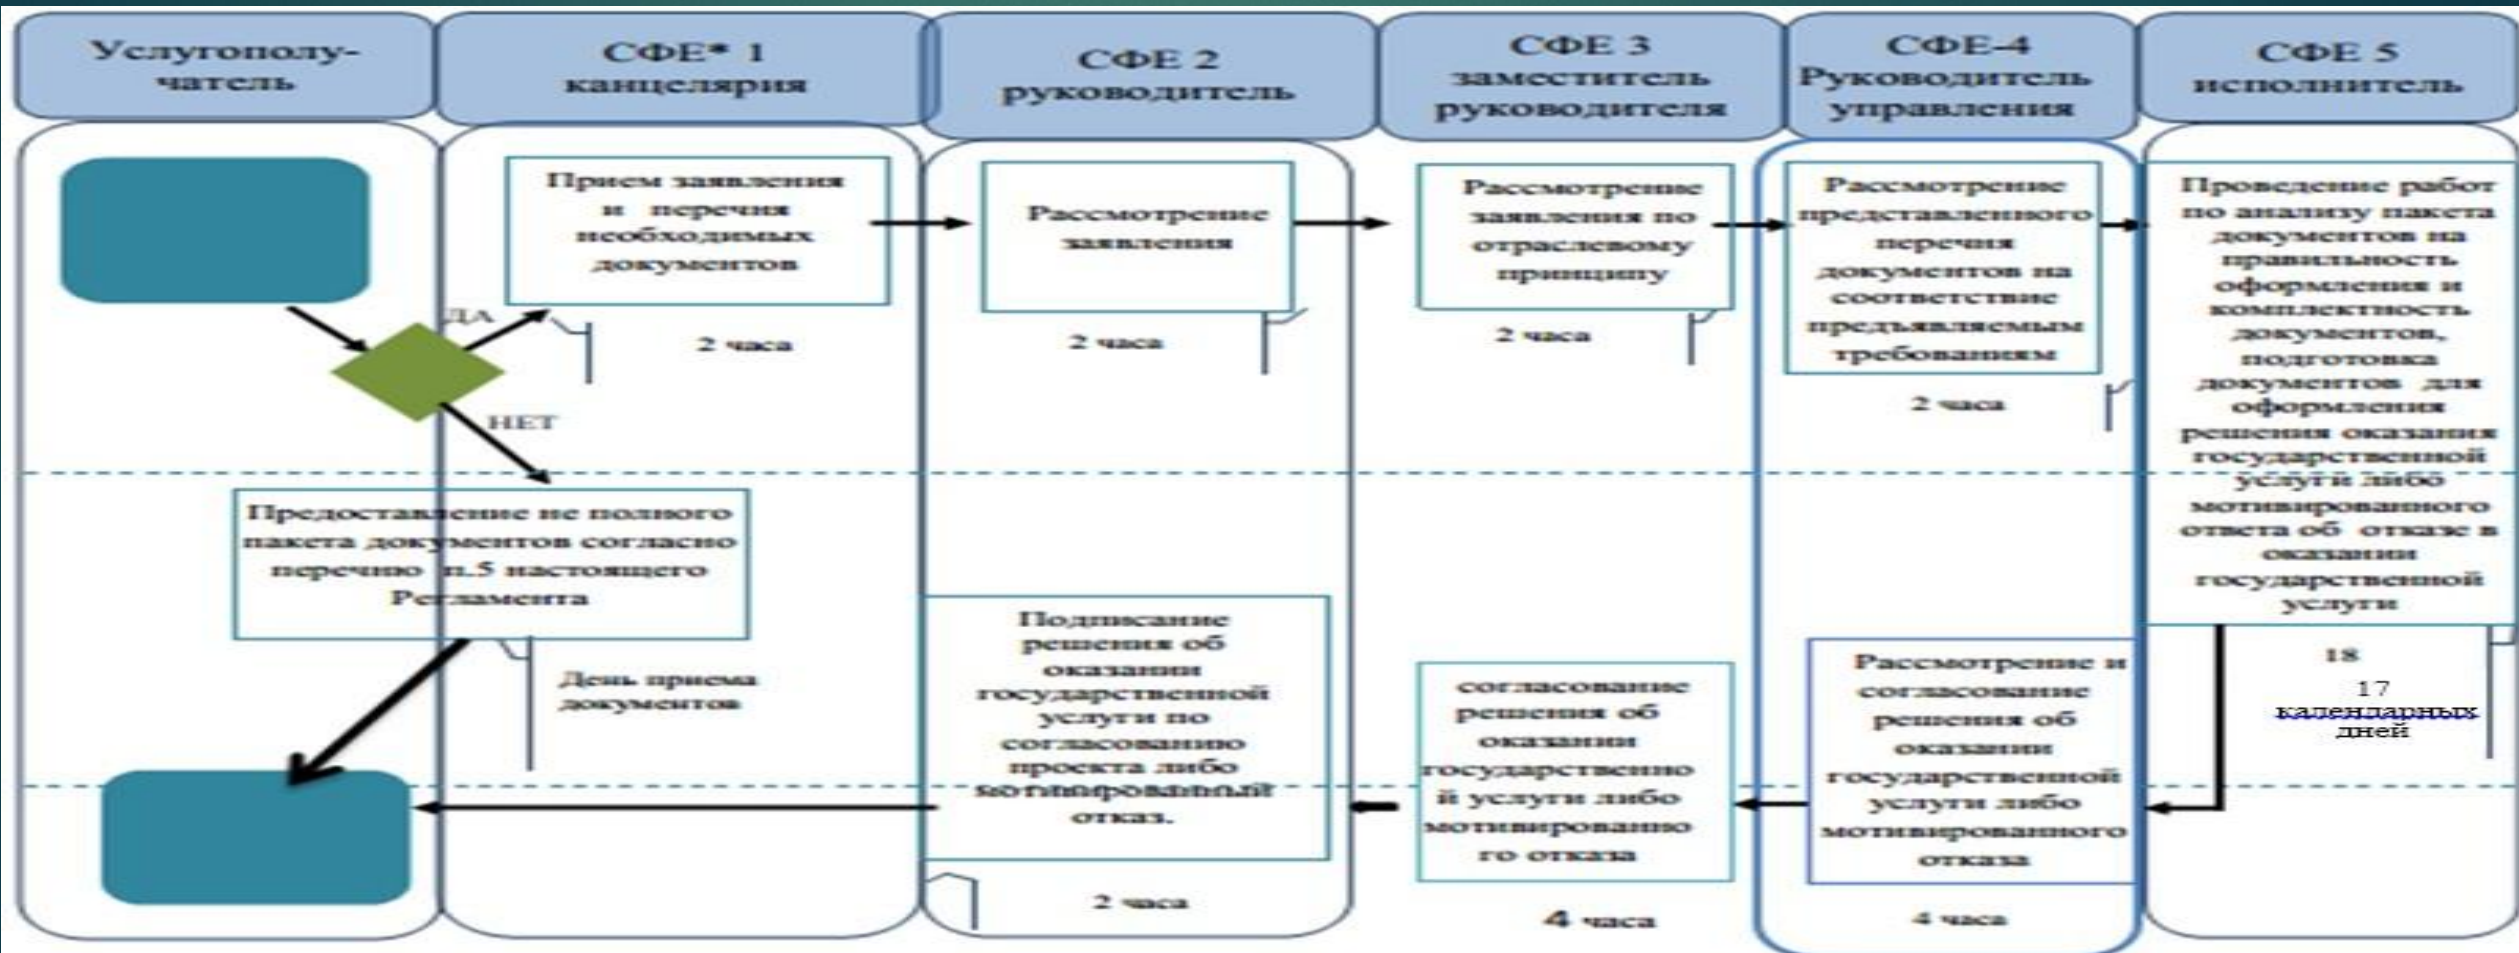 Услугополу-
чатель
СФЕ* 1
канцелярия
СФЕ 2
руководитель
СФЕ 3
заместитель
руководителя
СФЕ-4
Руководитель
управления
СФЕ 5
исполнитель
Прием заявления
и перечня
необходимых
документов
2 часа
Рассмотрение
заявления
2 часа
Рассмотрение
заявления по
отраслевому
принципу
2 часа
Рассмотрение
представленного
перечня
документов на
соответствие
предъявляемым
требованиям
2 часа
Проведение работ
по анализу пакета
документов на
правильность
оформления и
комплектность
документов,
подготовка
документов для
оформления
решения оказания
государственной
услуги либо
мотивированного
ответа об отказе в
оказании
государственной
услуги
18
17
календарных
дней
ДА
НЕТ
Предоставление не полного
пакета документов согласно
перечню п.5 настоящего
Регламента
День приема
документов
Подписание
решения об
оказании
государственной
услуги по
согласованию
проекта либо
мотивированный
отказ.
2 часа
согласование
решения об
оказании
государственно
й услуги либо
мотивированно
го отказа
4 часа
Рассмотрение и
согласование
решения об
оказании
государственной
услуги либо
мотивированного
отказа
4 часа